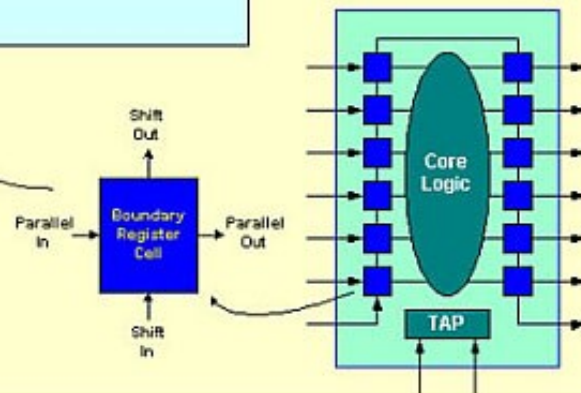 Shift
Out
Parallel
In
Boundary
Register
Cell
Parallel
Out
Shift
In
Core
Logic
TAP